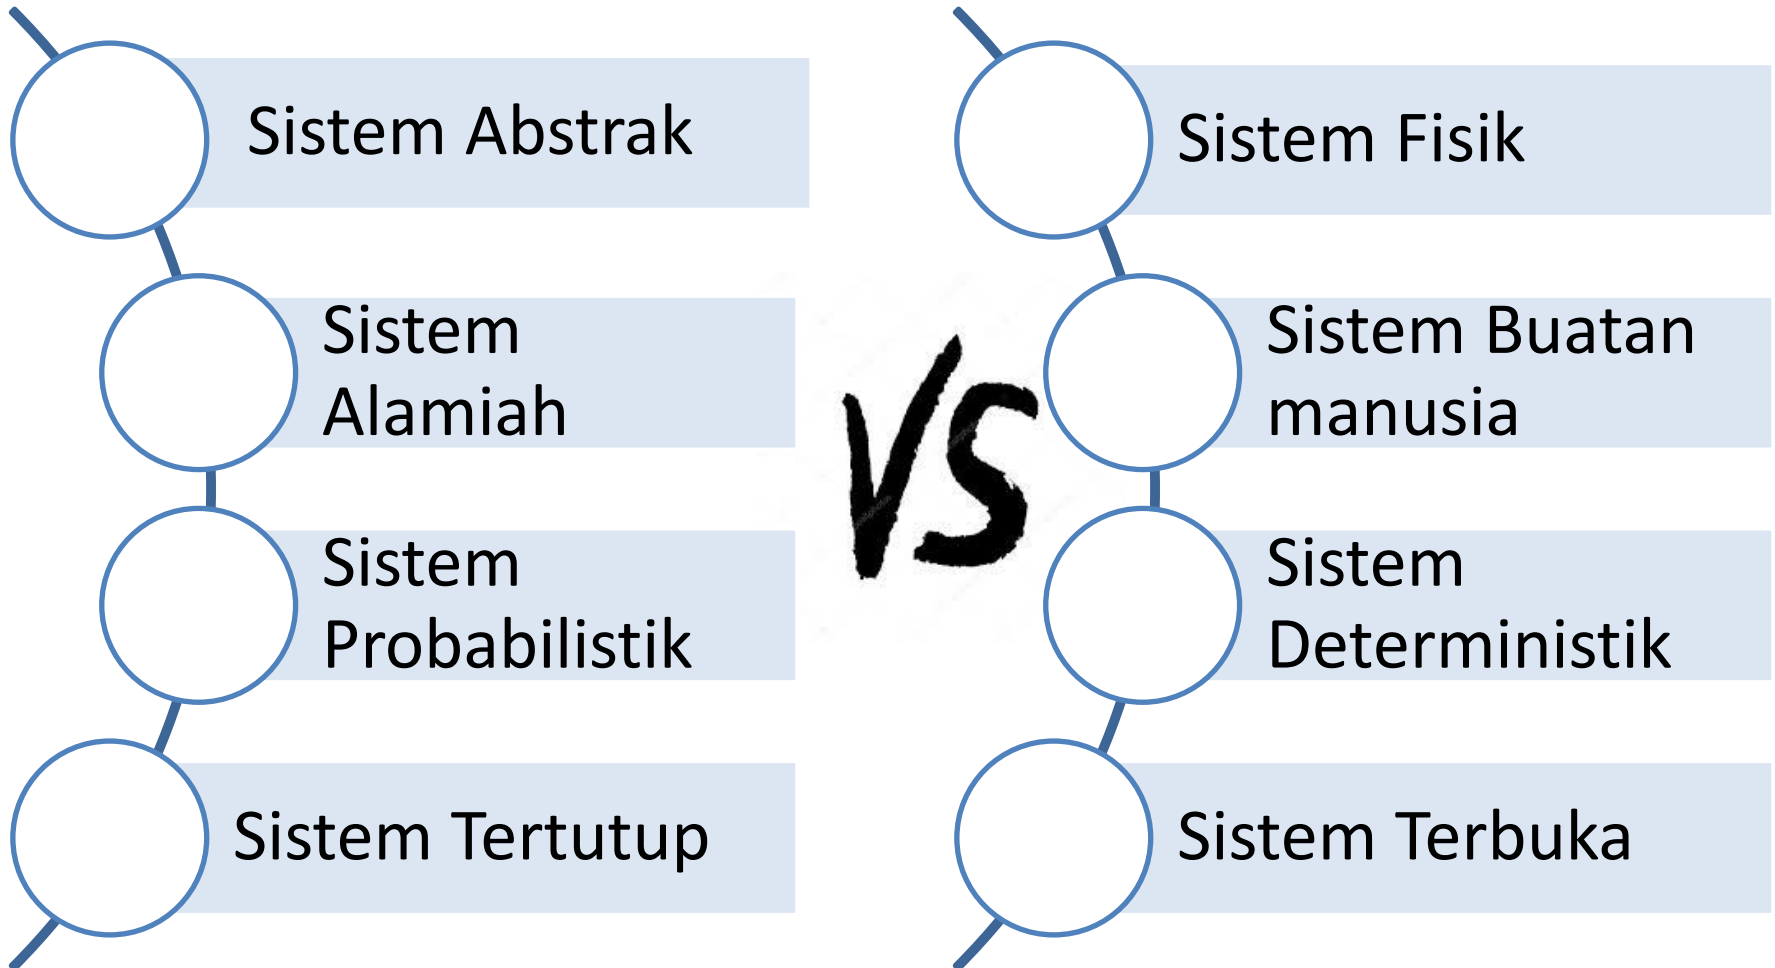 Sistem Abstrak
Sistem
Alamiah
Sistem
Probabilistik
Sistem Tertutup
VS
Sistem Fisik
Sistem Buatan
manusia
Sistem
Deterministik
Sistem Terbuka